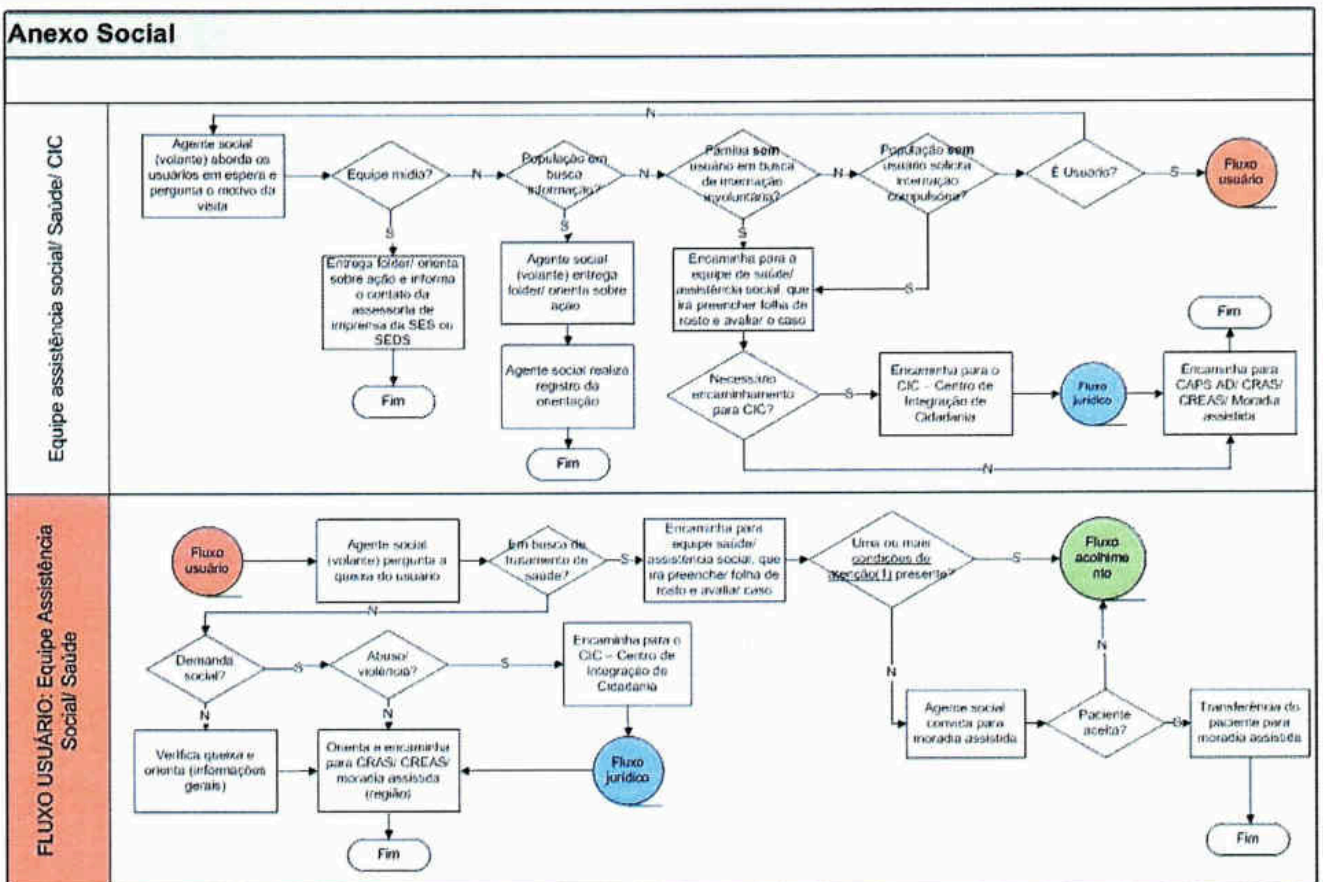 Anexo Social
Equipe assistência social/ Saúde/ CIC
N
Agente social
(volante) aborda os
usuários em espera e
pergunta o motivo da
visita
Equipe mídia?
N
População em
busca
informação?
N
Família sem
usuário em busca
de internação
involuntária?
N
População sem
usuário solicita
internação
compulsória?
É Usuário?
S
Fluxo
usuário
S
Entrega folder/ orienta
sobre ação e informa
o contato da
assessoria de
imprensa da SES ou
SEDS
Fim
S
Agente social
(volante) entrega
folder/ orienta sobre
ação
Agente social realiza
registro da
orientação
Fim
S
Encaminha para a
equipe de saúde/
assistência social, que
irá preencher folha de
rosto e avaliar o caso
S
Necessário
encaminhamento
para CIC?
S
Encaminha para o
CIC – Centro de
Integração de
Cidadania
Fluxo
jurídico
Encaminha para
CAPS AD/ CRAS/
CREAS/ Moradia
assistida
Fim
N
FLUXO USUÁRIO: Equipe Assistência
Social/ Saúde
Fluxo
usuário
Agente social
(volante) pergunta a
queixa do usuário
Em busca de
tratamento de
saúde?
S
Encaminha para
equipe saúde/
assistência social, que
irá preencher folha de
rosto e avaliar caso
Uma ou mais
condições de
atenção(1) presente?
S
Fluxo
acolhime
nto
N
Demanda
social?
S
Abuso/
violência?
S
Encaminha para o
CIC – Centro de
Integração de
Cidadania
N
N
Verifica queixa e
orienta (informações
gerais)
Orienta e encaminha
para CRAS/ CREAS/
moradia assistida
(região)
Fluxo
jurídico
Fim
N
Agente social
convida para
moradia assistida
Paciente
aceita?
N
S
Transferência do
paciente para
moradia assistida
Fim